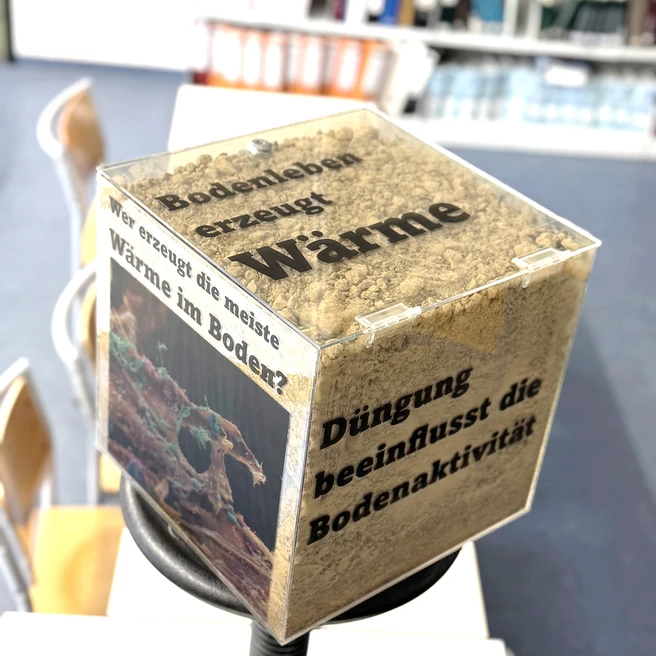 Bodenleben
erzeugt
Wärme
Wer erzeugt die meiste
Wärme im Boden?
Düngung
beeinflusst die
Bodenaktivität